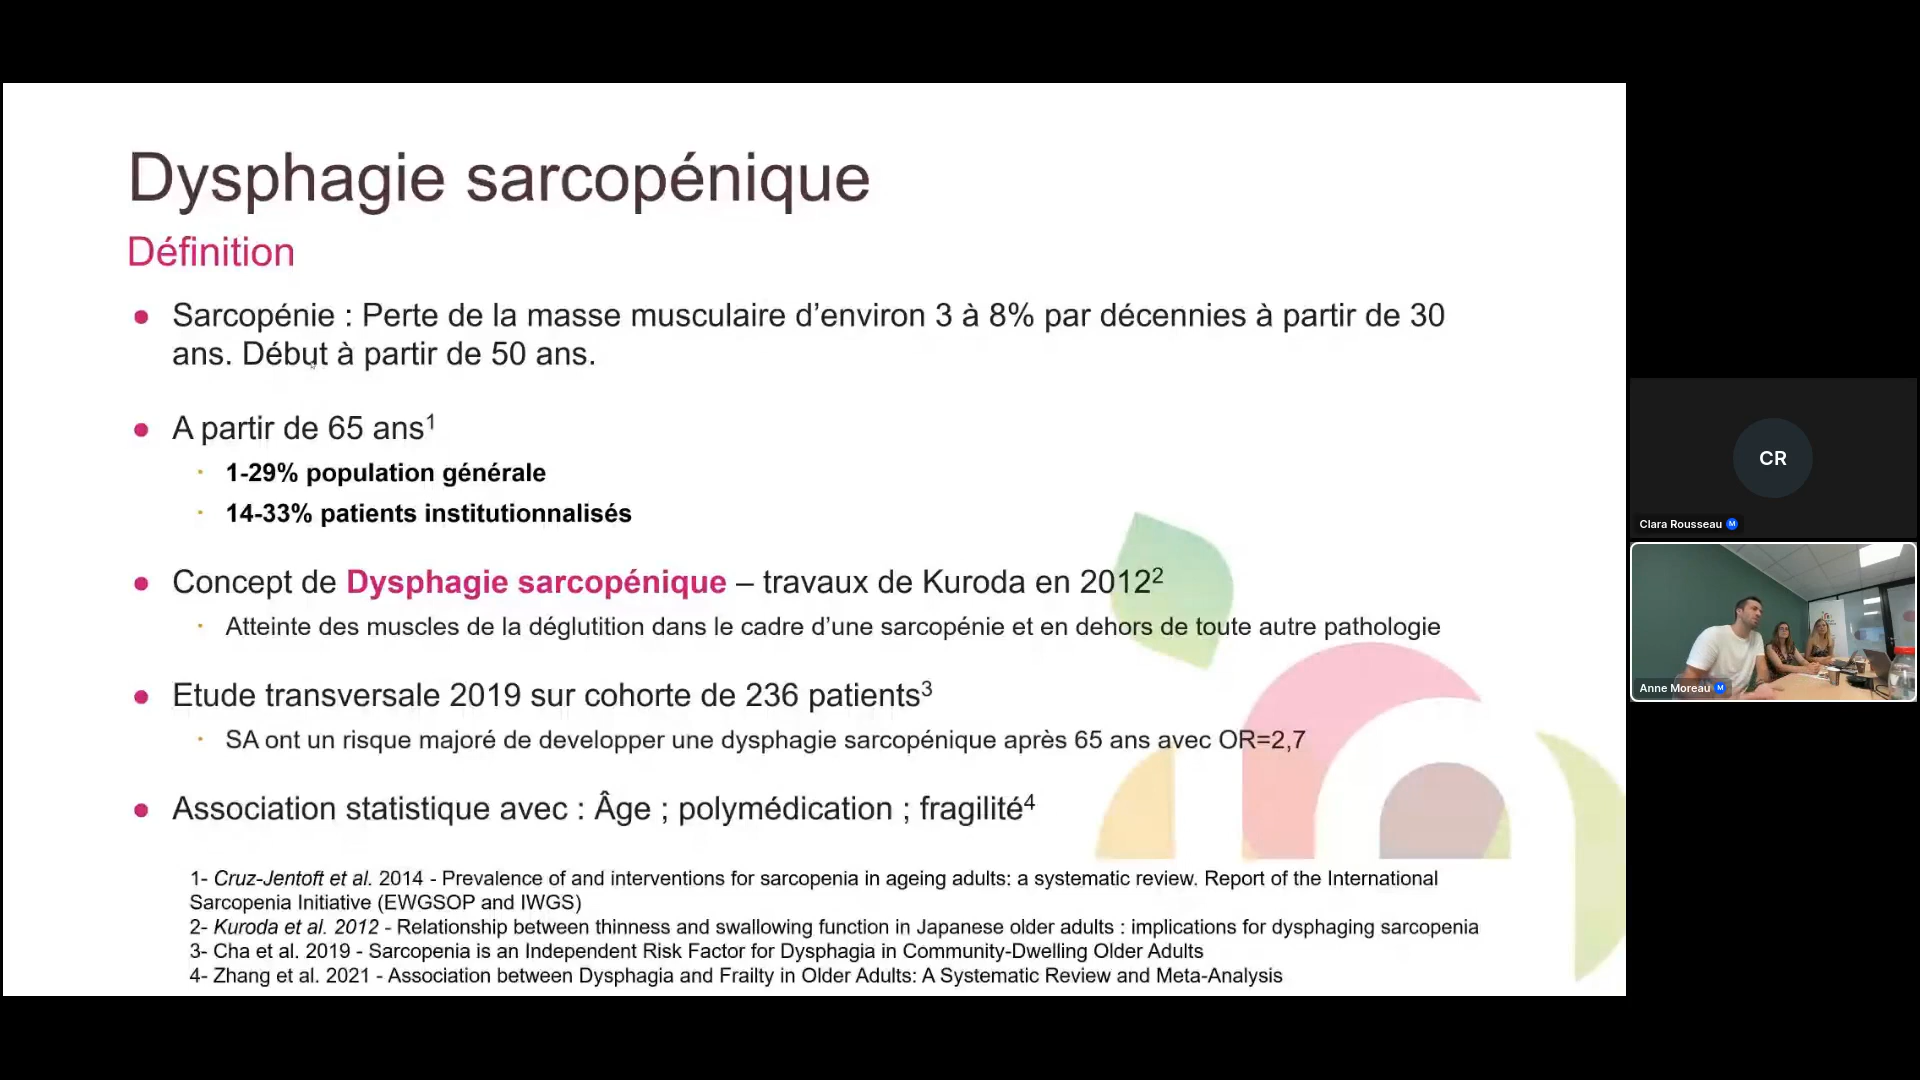 Dysphagie sarcopénique
Définition
● Sarcopénie : Perte de la masse musculaire d’environ 3 à 8% par décennies à partir de 30
ans. Début à partir de 50 ans.
● A partir de 65 ans¹
· 1-29% population générale
· 14-33% patients institutionnalisés
● Concept de Dysphagie sarcopénique – travaux de Kuroda en 2012²
· Atteinte des muscles de la déglutition dans le cadre d’une sarcopénie et en dehors de toute autre pathologie
● Etude transversale 2019 sur cohorte de 236 patients³
· SA ont un risque majoré de developper une dysphagie sarcopénique après 65 ans avec OR=2,7
● Association statistique avec : Âge ; polymédication ; fragilité⁴
1- Cruz-Jentoft et al. 2014 - Prevalence of and interventions for sarcopenia in ageing adults: a systematic review. Report of the International
Sarcopenia Initiative (EWGSOP and IWGS)
2- Kuroda et al. 2012 - Relationship between thinness and swallowing function in Japanese older adults : implications for dysphaging sarcopenia
3- Cha et al. 2019 - Sarcopenia is an Independent Risk Factor for Dysphagia in Community-Dwelling Older Adults
4- Zhang et al. 2021 - Association between Dysphagia and Frailty in Older Adults: A Systematic Review and Meta-Analysis
CR
Clara Rousseau M
Anne Moreau M